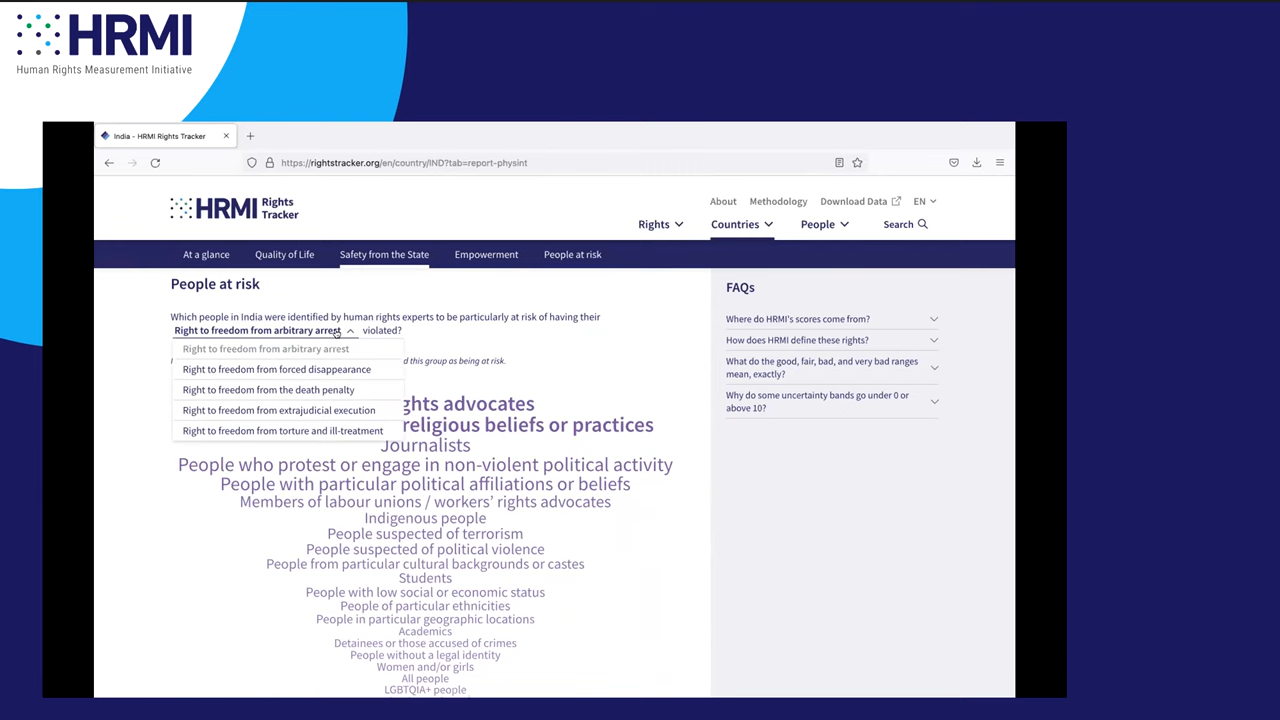 HRMI
Human Rights Measurement Initiative
India - HRMI Rights Tracker
https://rightstracker.org/en/country/IND?tab=report-physint
HRMI Rights Tracker
About Methodology Download Data EN
Rights Countries People Search
At a glance Quality of Life Safety from the State Empowerment People at risk
People at risk
Which people in India were identified by human rights experts to be particularly at risk of having their
Right to freedom from arbitrary arrest violated?
Right to freedom from arbitrary arrest
Right to freedom from forced disappearance
Right to freedom from the death penalty
Right to freedom from extrajudicial execution
Right to freedom from torture and ill-treatment
this group as being at risk.
advocates
religious beliefs or practices
Journalists
People who protest or engage in non-violent political activity
People with particular political affiliations or beliefs
Members of labour unions / workers' rights advocates
Indigenous people
People suspected of terrorism
People suspected of political violence
People from particular cultural backgrounds or castes
Students
People with low social or economic status
People of particular ethnicities
People in particular geographic locations
Academics
Detainees or those accused of crimes
People without a legal identity
Women and/or girls
All people
LGBTQIA+ people
FAQs
Where do HRMI's scores come from?
How does HRMI define these rights?
What do the good, fair, bad, and very bad ranges
mean, exactly?
Why do some uncertainty bands go under 0 or
above 10?